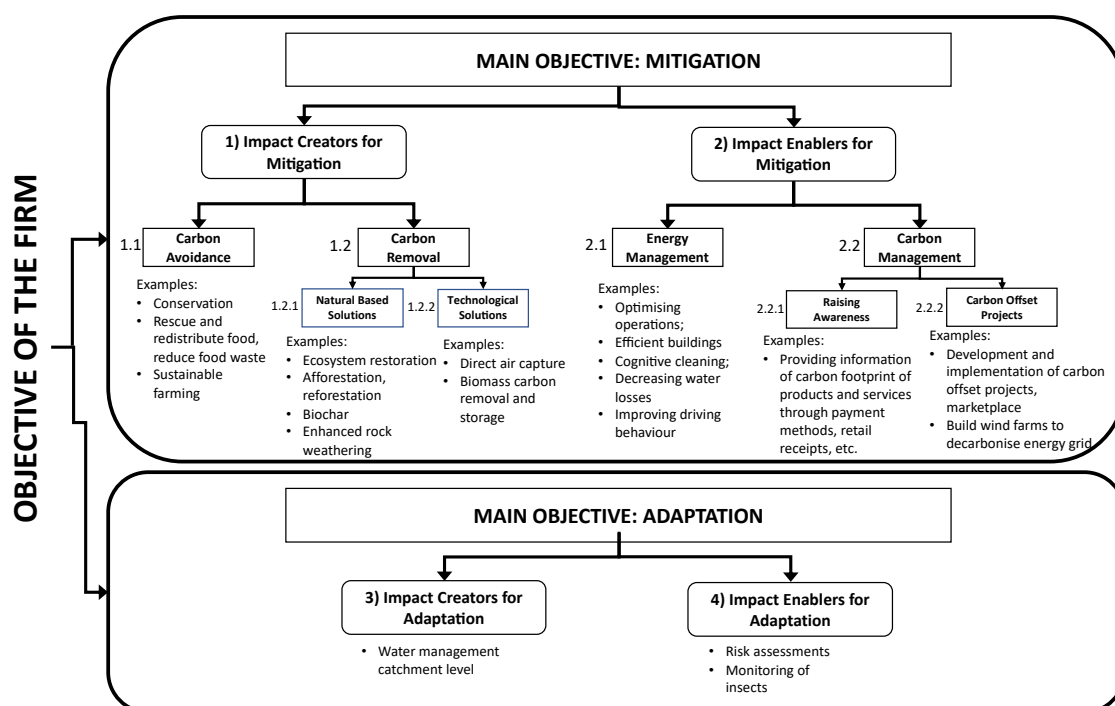 OBJECTIVE OF THE FIRM
MAIN OBJECTIVE: MITIGATION
1) Impact Creators for
Mitigation
2) Impact Enablers for
Mitigation
1.1
Carbon
Avoidance
Examples:
• Conservation
• Rescue and
redistribute food,
reduce food waste
• Sustainable
farming
1.2
Carbon
Removal
1.2.1
Natural Based
Solutions
Examples:
• Ecosystem restoration
• Afforestation,
reforestation
• Biochar
• Enhanced rock
weathering
1.2.2
Technological
Solutions
Examples:
• Direct air capture
• Biomass carbon
removal and
storage
2.1
Energy
Management
Examples:
• Optimising
operations;
• Efficient buildings
• Cognitive cleaning;
• Decreasing water
losses
• Improving driving
behaviour
2.2
Carbon
Management
2.2.1
Raising
Awareness
Examples:
• Providing information
of carbon footprint of
products and services
through payment
methods, retail
receipts, etc.
2.2.2
Carbon Offset
Projects
Examples:
• Development and
implementation of carbon
offset projects,
marketplace
• Build wind farms to
decarbonise energy grid
MAIN OBJECTIVE: ADAPTATION
3) Impact Creators for
Adaptation
• Water management
catchment level
4) Impact Enablers for
Adaptation
• Risk assessments
• Monitoring of
insects